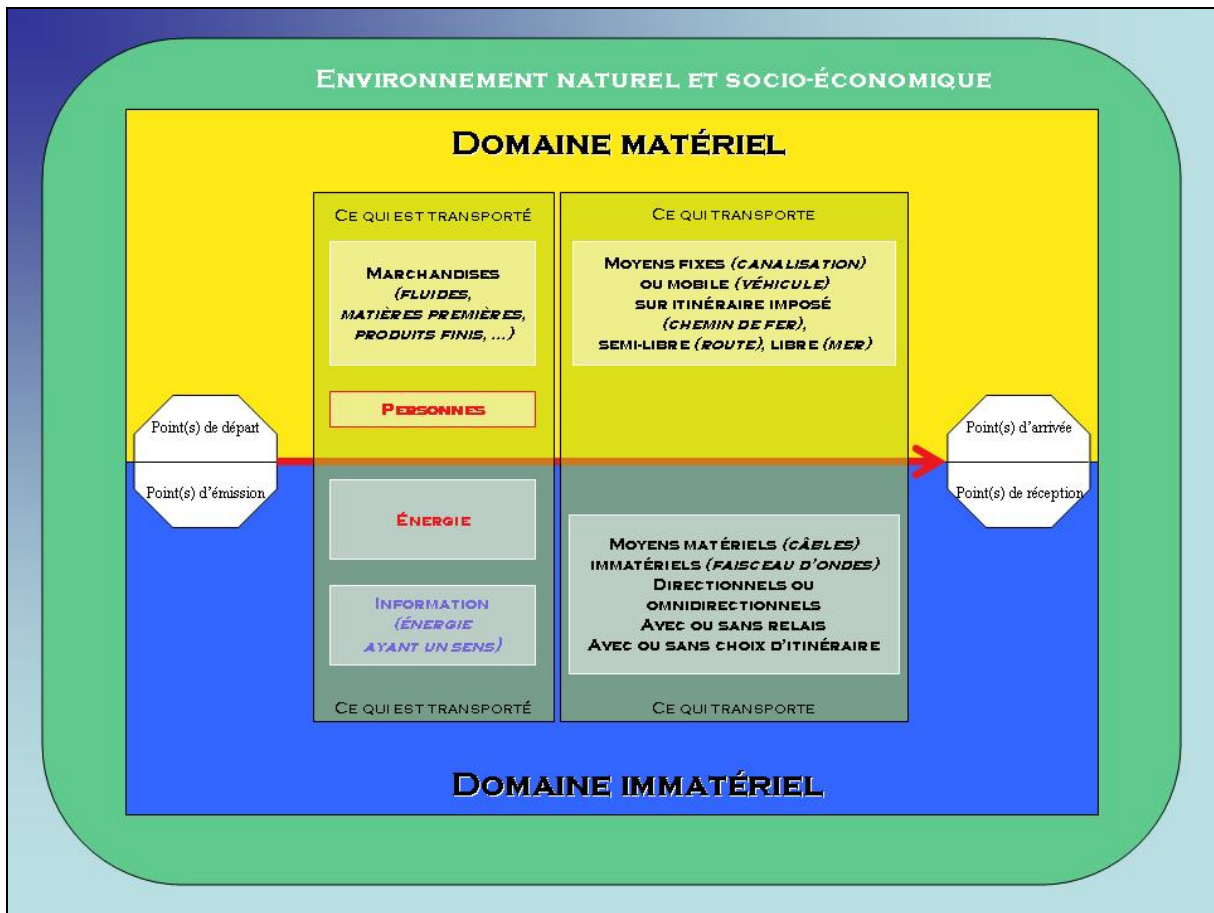 ENVIRONNEMENT NATUREL ET SOCIO-ÉCONOMIQUE
DOMAINE MATÉRIEL
CE QUI EST TRANSPORTÉ
MARCHANDISES
(FLUIDES,
MATIÈRES PREMIÈRES,
PRODUITS FINIS, ...)
PERSONNES
CE QUI TRANSPORTE
MOYENS FIXES (CANALISATION)
OU MOBILE (VÉHICULE)
SUR ITINÉRAIRE IMPOSÉ
(CHEMIN DE FER),
SEMI-LIBRE (ROUTE), LIBRE (MER)
Point(s) de départ
Point(s) d'émission
Point(s) d'arrivée
Point(s) de réception
ÉNERGIE
INFORMATION
(ÉNERGIE
AYANT UN SENS)
CE QUI EST TRANSPORTÉ
MOYENS MATÉRIELS (CÂBLES)
IMMATÉRIELS (FAISCEAU D'ONDES)
DIRECTIONNELS OU
OMNIDIRECTIONNELS
AVEC OU SANS RELAIS
AVEC OU SANS CHOIX D'ITINÉRAIRE
CE QUI TRANSPORTE
DOMAINE IMMATÉRIEL